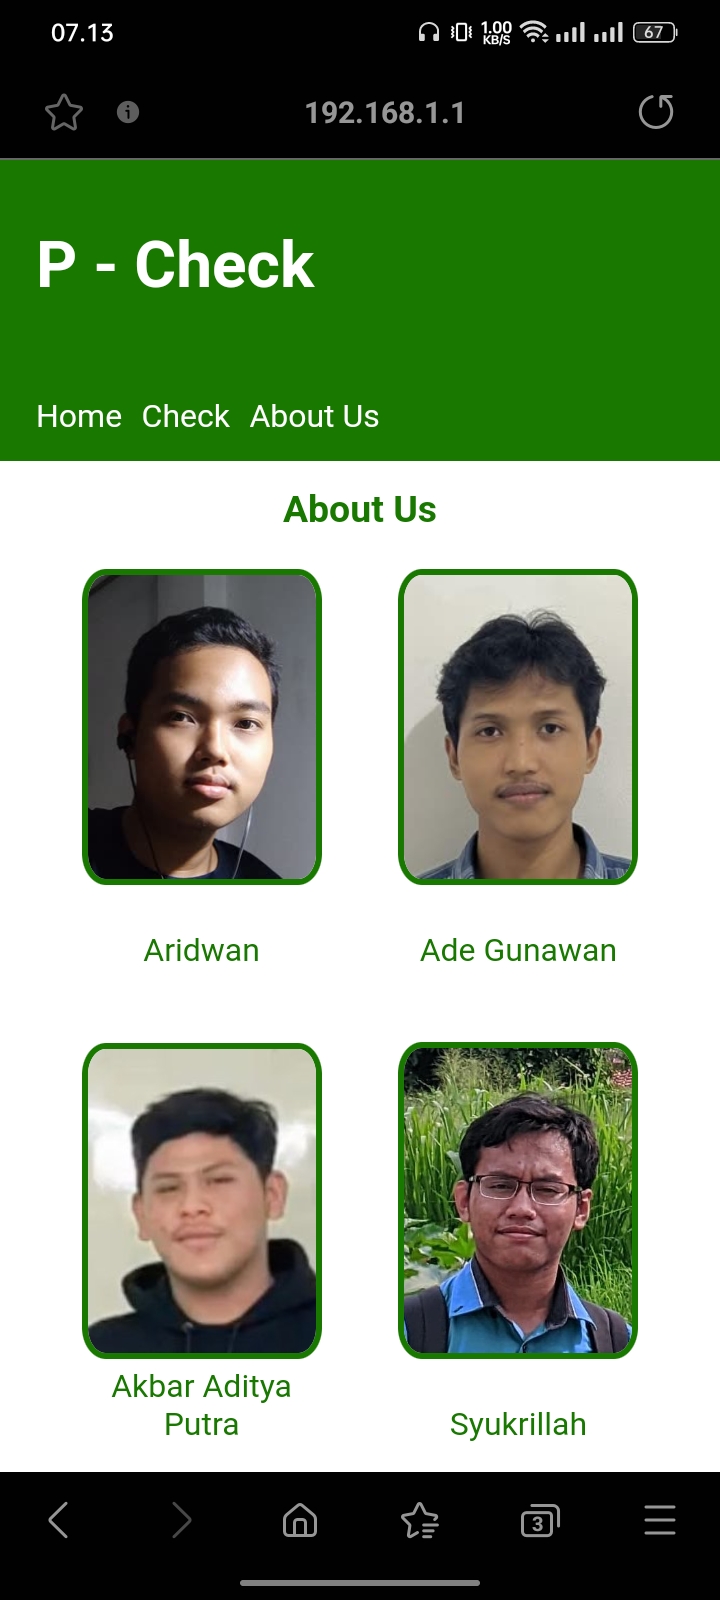 07.13
1.00
KB/S
67
192.168.1.1
P - Check
Home Check About Us
About Us
Aridwan
Ade Gunawan
Akbar Aditya
Putra
Syukrillah
3